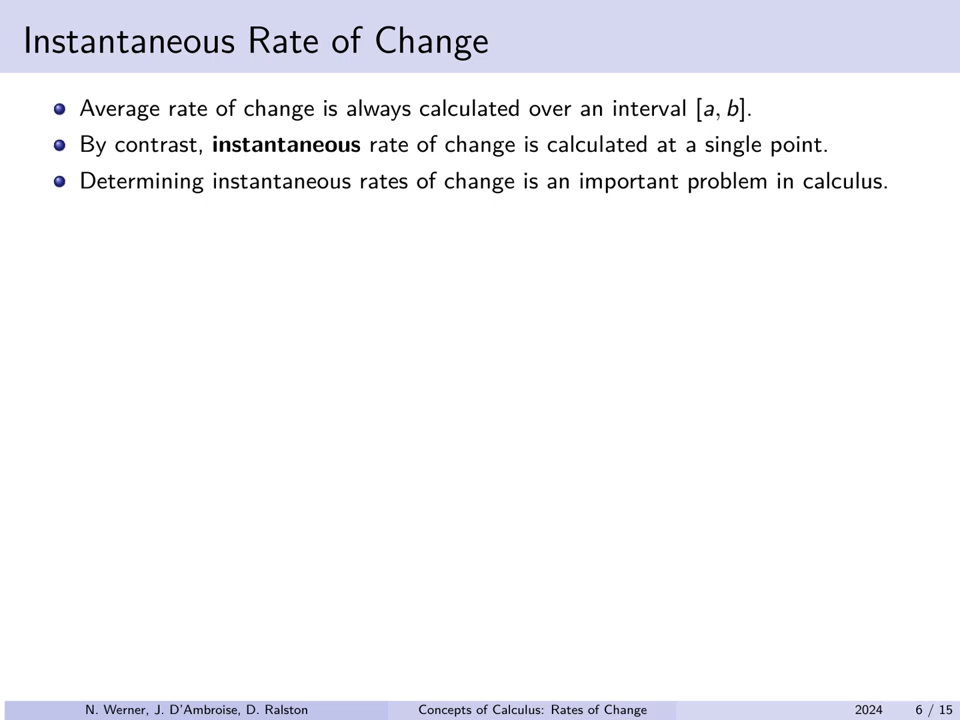 Instantaneous Rate of Change
Average rate of change is always calculated over an interval [a, b].
By contrast, instantaneous rate of change is calculated at a single point.
Determining instantaneous rates of change is an important problem in calculus.
N. Werner, J. D'Ambroise, D. Ralston Concepts of Calculus: Rates of Change 2024 6 / 15